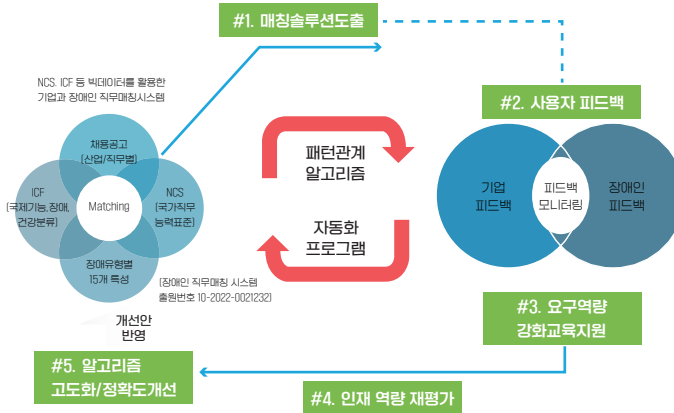 #1. 매칭솔루션도출
NCS. ICF 등 빅데이터를 활용한
기업과 장애인 직무매칭시스템
채용공고
(산업/직무별)
ICF
(국제기능,장애,
건강분류)
Matching
NCS
(국가직무
능력표준)
장애유형별
15개 특성
(장애인 직무매칭 시스템
출원번호 10-2022-0021232)
패턴관계
알고리즘
자동화
프로그램
#2. 사용자 피드백
기업
피드백
피드백
모니터링
장애인
피드백
#3. 요구역량
강화교육지원
#4. 인재 역량 재평가
개선안
반영
#5. 알고리즘
고도화/정확도개선